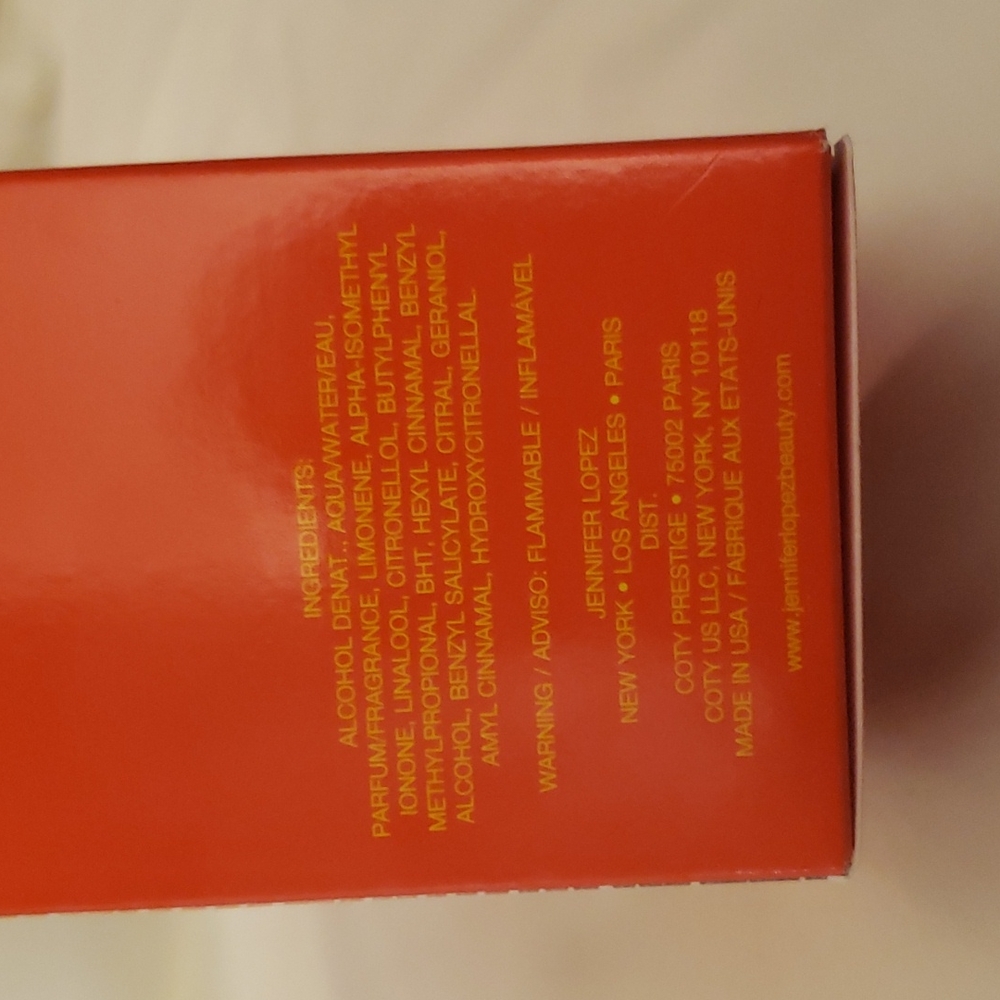 INGREDIENTS:
ALCOHOL DENAT., AQUA/WATER/EAU,
PARFUM/FRAGRANCE, LIMONENE, ALPHA-ISOMETHYL
IONONE, LINALOOL, CITRONELLOL, BUTYLPHENYL
METHYLPROPIONAL, BHT, HEXYL CINNAMAL, BENZYL
ALCOHOL, BENZYL SALICYLATE, CITRAL, GERANIOL,
AMYL CINNAMAL, HYDROXYCITRONELLAL.
WARNING / ADVISO: FLAMMABLE / INFLAMÁVEL
JENNIFER LOPEZ
NEW YORK • LOS ANGELES • PARIS
DIST.
COTY PRESTIGE • 75002 PARIS
COTY US LLC, NEW YORK, NY 10118
MADE IN USA / FABRIQUE AUX ETATS-UNIS
www.jenniferlopezbeauty.com